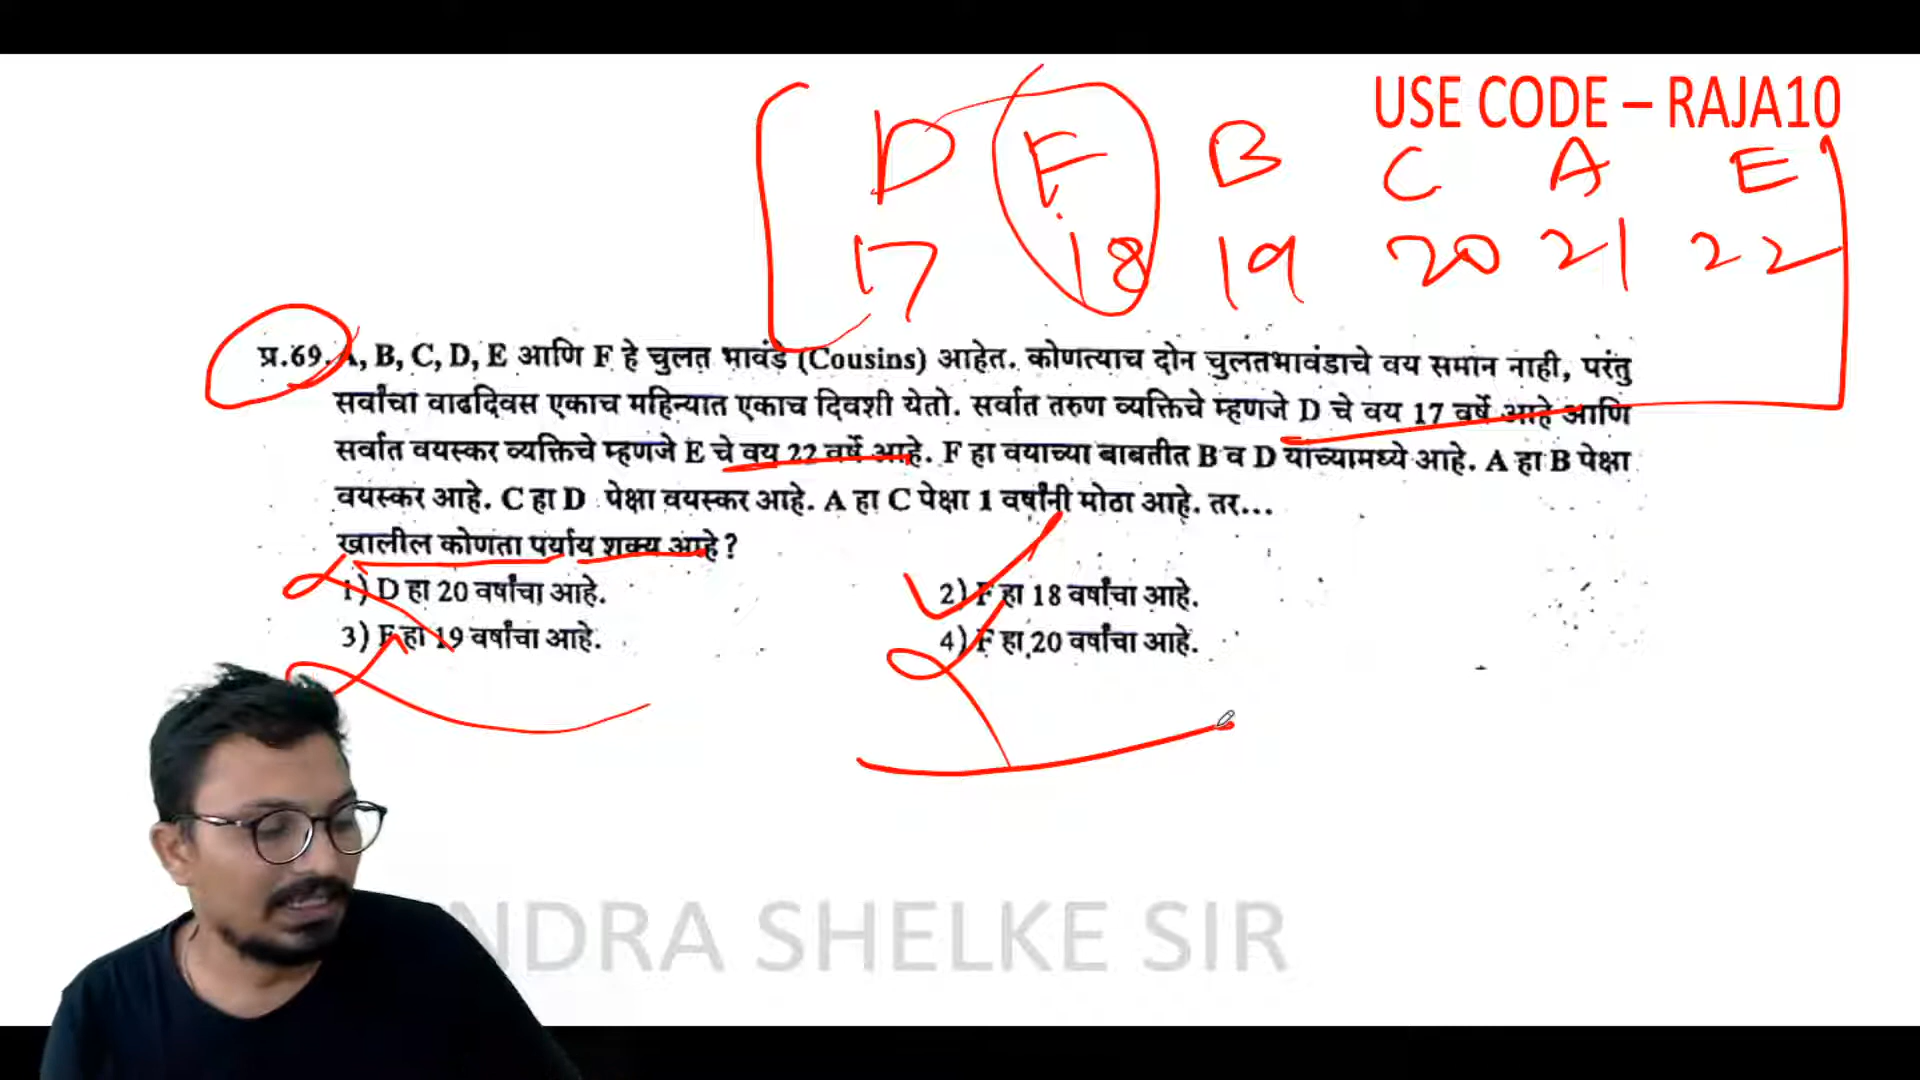 USE CODE – RAJA10
D F B C A E
17 18 19 20 21 22
प्र.69. A, B, C, D, E आणि F हे चुलत भावंडे (Cousins) आहेत. कोणत्याच दोन चुलतभावंडाचे वय समान नाही, परंतु
सर्वांचा वाढदिवस एकाच महिन्यात एकाच दिवशी येतो. सर्वात तरुण व्यक्तिचे म्हणजे D चे वय 17 वर्षे आहे आणि
सर्वात वयस्कर व्यक्तिचे म्हणजे E चे वय 22 वर्षे आहे. F हा वयाच्या बाबतीत B व D याच्यामध्ये आहे. A हा B पेक्षा
वयस्कर आहे. C हा D पेक्षा वयस्कर आहे. A हा C पेक्षा 1 वर्षांनी मोठा आहे. तर...
खालील कोणता पर्याय शक्य आहे?
1) D हा 20 वर्षांचा आहे. 2) F हा 18 वर्षांचा आहे.
3) F हा 19 वर्षांचा आहे. 4) F हा 20 वर्षांचा आहे.
NDRA SHELKE SIR